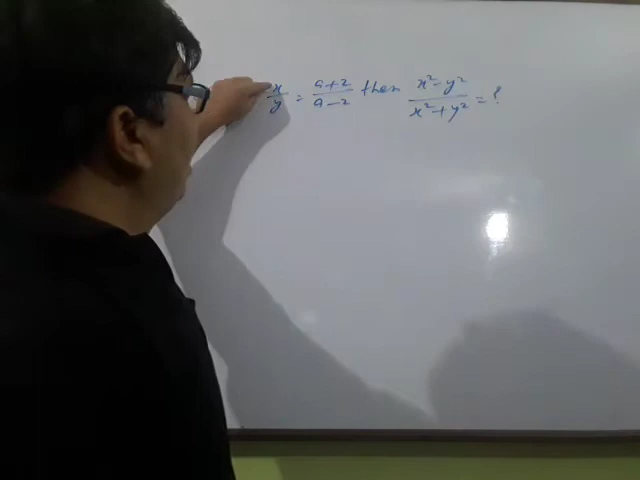 x/y = a+2/a-2 then x²-y²/x²+y² = ?